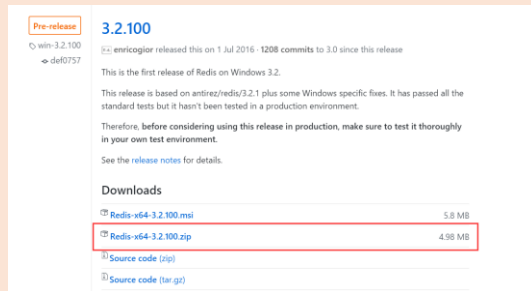 Pre-release
win-3.2.100
def0757
3.2.100
enricogior released this on 1 Jul 2016 · 1208 commits to 3.0 since this release
This is the first release of Redis on Windows 3.2.
This release is based on antirez/redis/3.2.1 plus some Windows specific fixes. It has passed all the
standard tests but it hasn't been tested in a production environment.
Therefore, before considering using this release in production, make sure to test it thoroughly
in your own test environment.
See the release notes for details.
Downloads
Redis-x64-3.2.100.msi 5.8 MB
Redis-x64-3.2.100.zip 4.98 MB
Source code (zip)
Source code (tar.gz)